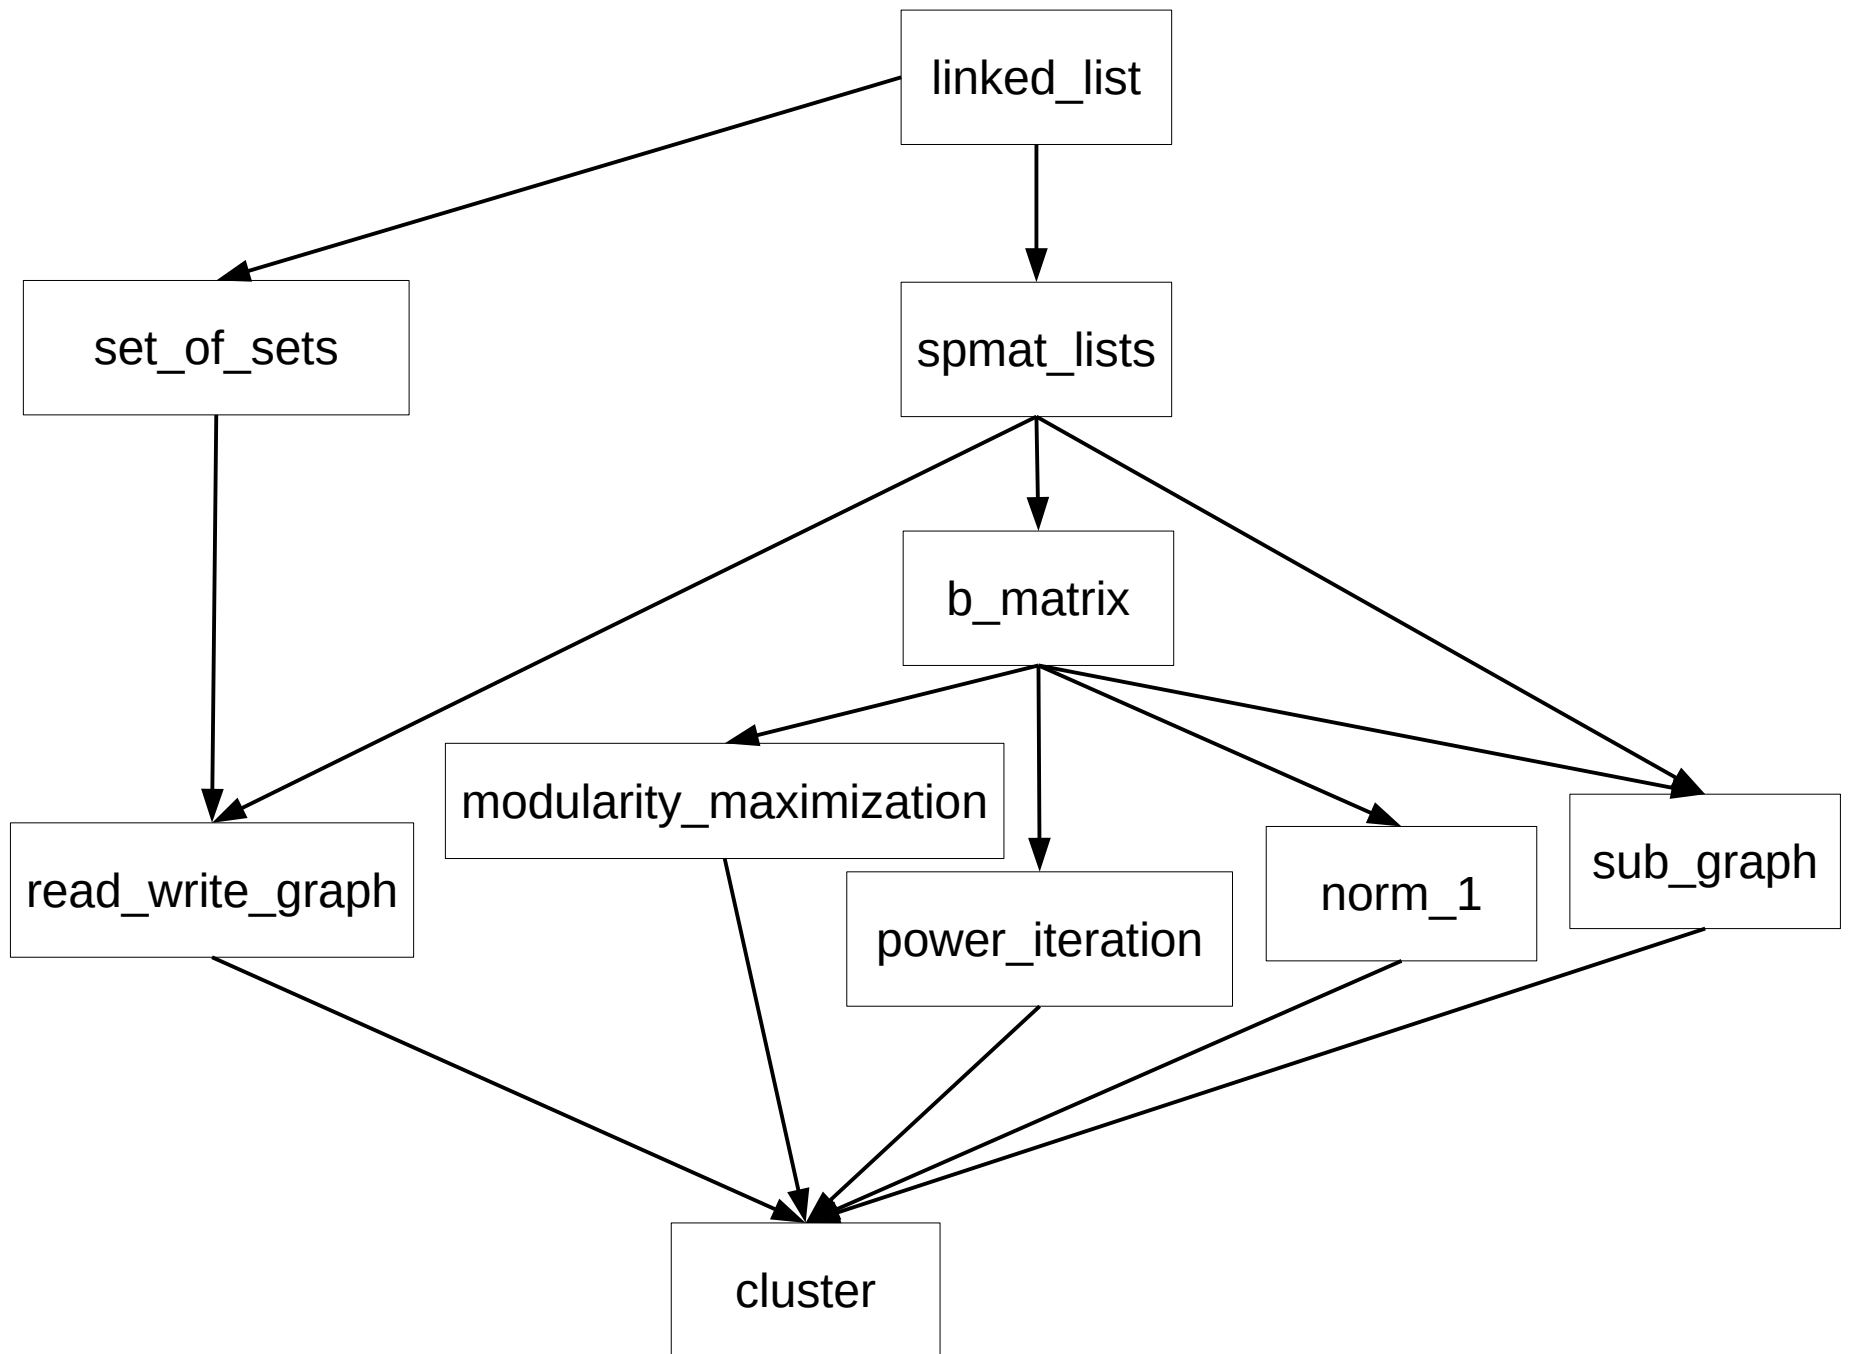 linked_list
set_of_sets
spmat_lists
b_matrix
modularity_maximization
read_write_graph
power_iteration
norm_1
sub_graph
cluster